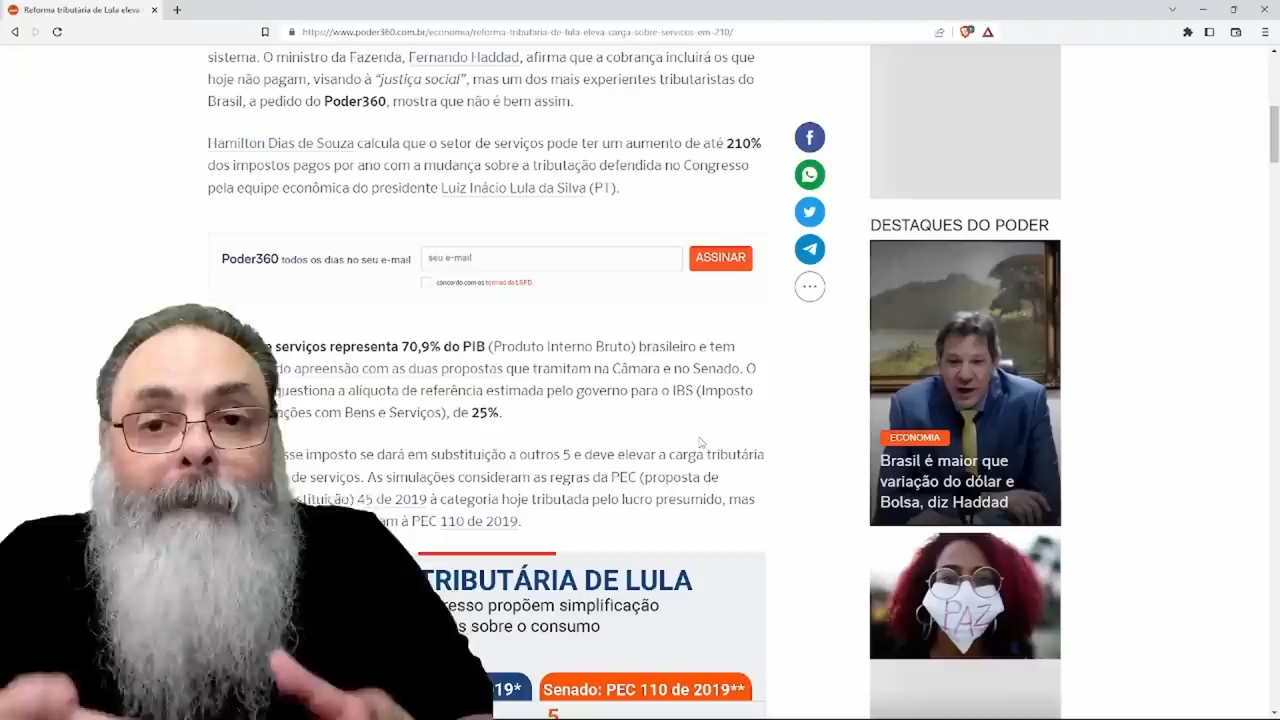 Reforma tributária de Lula eleva
https://www.poder360.com.br/economia/reforma-tributaria-de-lula-eleva-carga-sobre-servicos-em-210/
sistema. O ministro da Fazenda, Fernando Haddad, afirma que a cobrança incluirá os que
hoje não pagam, visando à “justiça social”, mas um dos mais experientes tributaristas do
Brasil, a pedido do Poder360, mostra que não é bem assim.
Hamilton Dias de Souza calcula que o setor de serviços pode ter um aumento de até 210%
dos impostos pagos por ano com a mudança sobre a tributação defendida no Congresso
pela equipe econômica do presidente Luiz Inácio Lula da Silva (PT).
Poder360 todos os dias no seu e-mail
seu e-mail
ASSINAR
concordo com os termos da LGPD.
serviços representa 70,9% do PIB (Produto Interno Bruto) brasileiro e tem
apreensão com as duas propostas que tramitam na Câmara e no Senado. O
questiona a alíquota de referência estimada pelo governo para o IBS (Imposto
com Bens e Serviços), de 25%.
imposto se dará em substituição a outros 5 e deve elevar a carga tributária
de serviços. As simulações consideram as regras da PEC (proposta de
45 de 2019 à categoria hoje tributada pelo lucro presumido, mas
à PEC 110 de 2019.
TRIBUTÁRIA DE LULA
propõem simplificação
sobre o consumo
19*
Senado: PEC 110 de 2019**
5
DESTAQUES DO PODER
ECONOMIA
Brasil é maior que
variação do dólar e
Bolsa, diz Haddad
PAZ